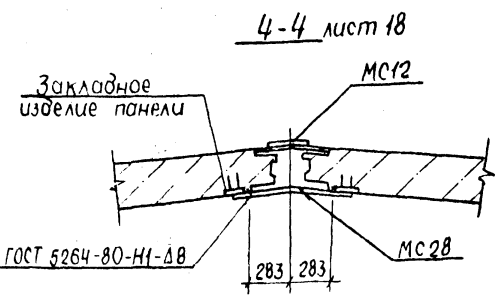 4-4 лист 18
МС12
Закладное
изделие панели
ГОСТ 5264-80-Н1-Δ8
283 283
МС28